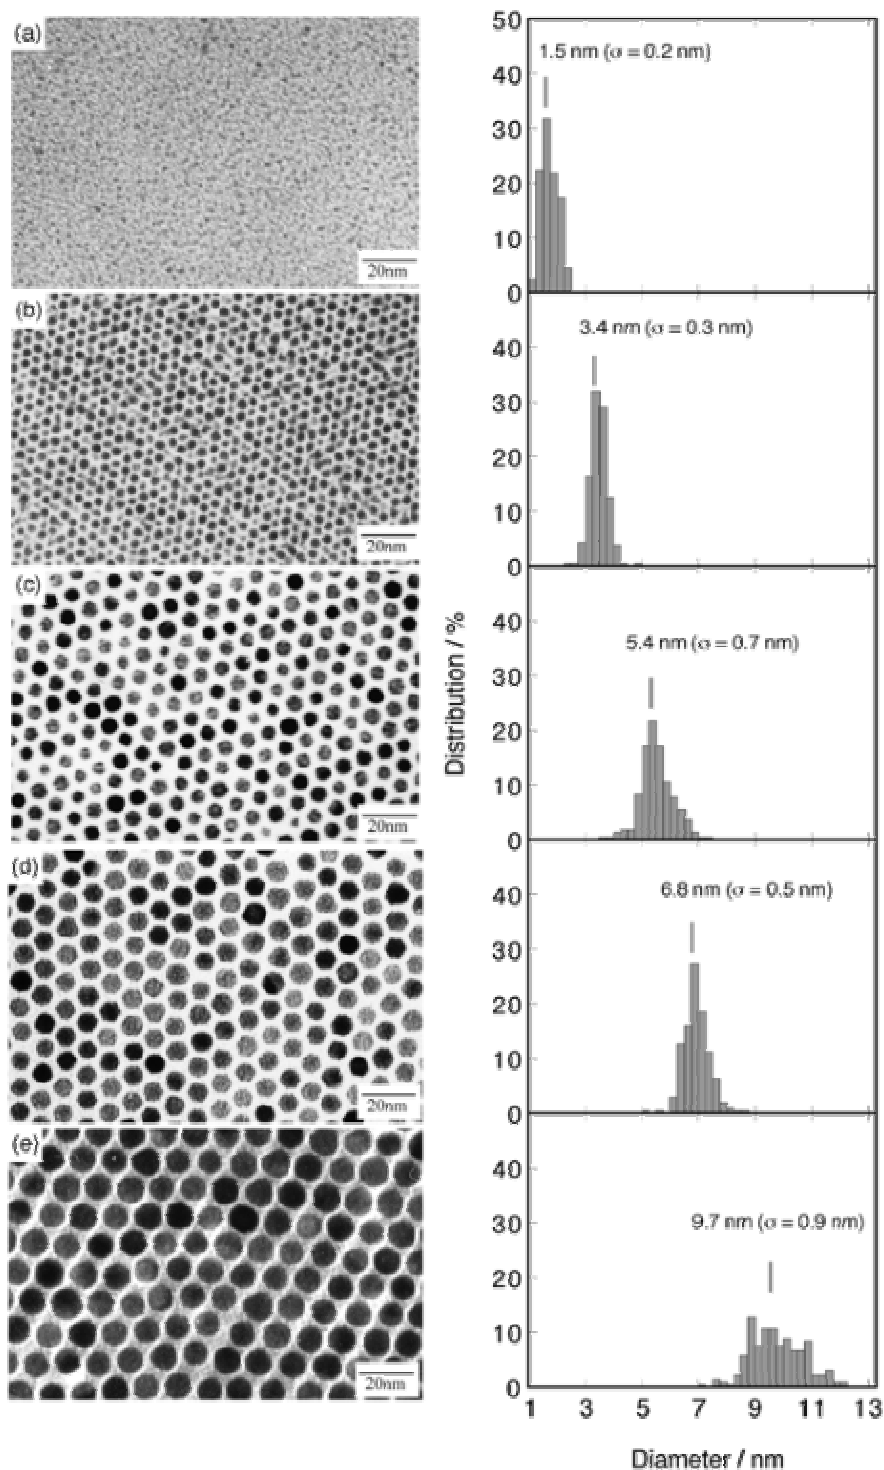 (a)
20nm
(b)
20nm
(c)
20nm
(d)
20nm
(e)
20nm
Distribution / %
50
40
30
20
10
0
1.5 nm (σ = 0.2 nm)
40
30
20
10
0
3.4 nm (σ = 0.3 nm)
40
30
20
10
0
5.4 nm (σ = 0.7 nm)
40
30
20
10
0
6.8 nm (σ = 0.5 nm)
40
30
20
10
0
9.7 nm (σ = 0.9 nm)
1 3 5 7 9 11 13
Diameter / nm